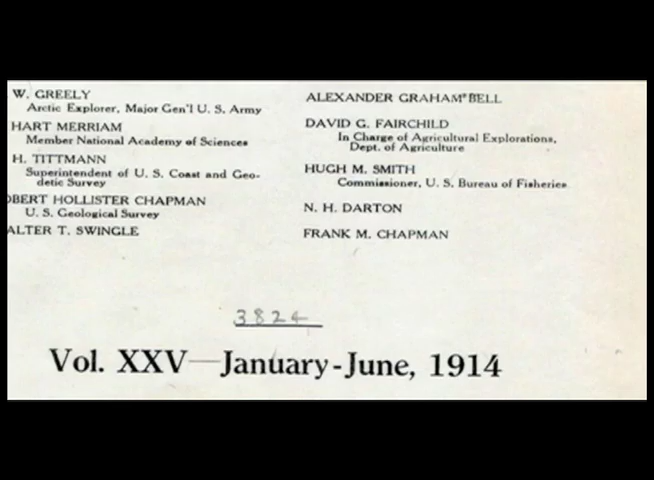 W. GREELY
Arctic Explorer, Major Gen'l U. S. Army
HART MERRIAM
Member National Academy of Sciences
H. TITTMANN
Superintendent of U. S. Coast and Geo-
detic Survey
OBERT HOLLISTER CHAPMAN
U. S. Geological Survey
ALTER T. SWINGLE
ALEXANDER GRAHAM BELL
DAVID G. FAIRCHILD
In Charge of Agricultural Explorations,
Dept. of Agriculture
HUGH M. SMITH
Commissioner, U. S. Bureau of Fisheries
N. H. DARTON
FRANK M. CHAPMAN
3824
Vol. XXV—January-June, 1914